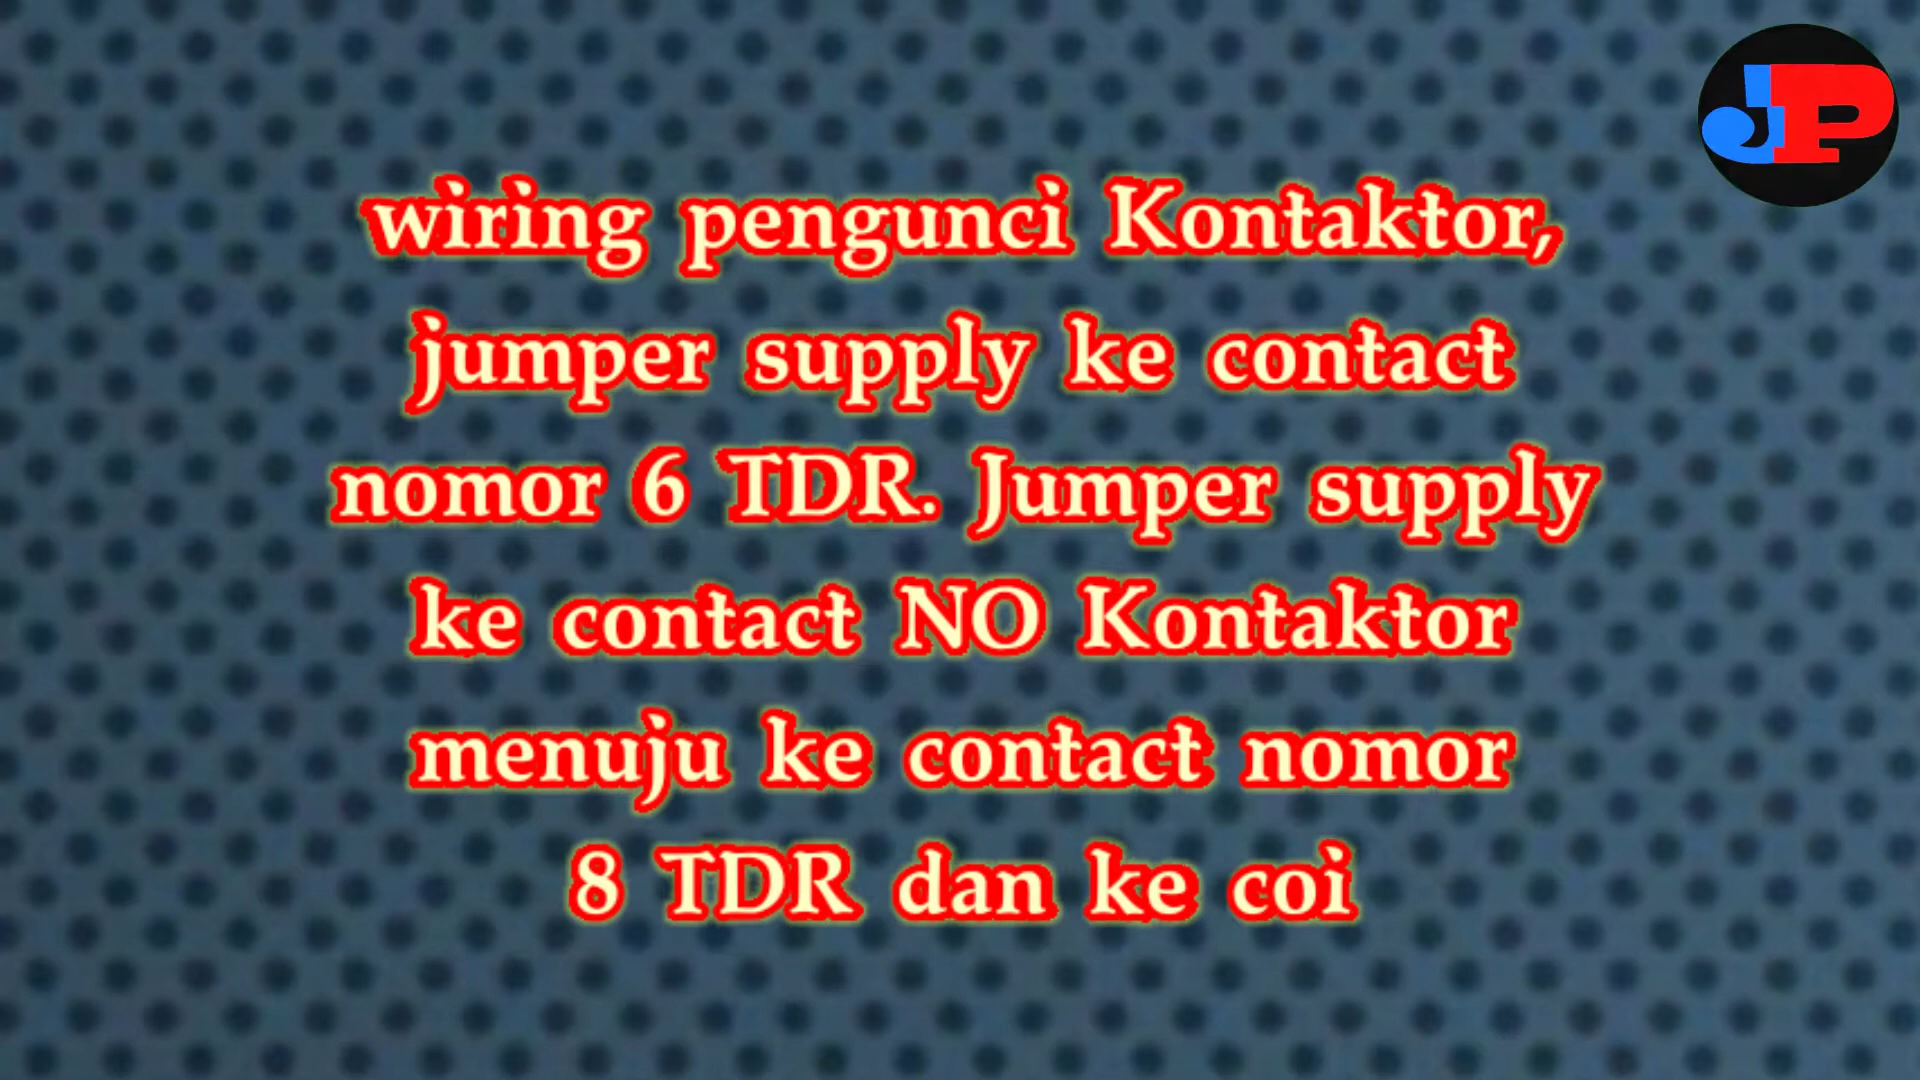 JP
wiring pengunci Kontaktor,
jumper supply ke contact
nomor 6 TDR. Jumper supply
ke contact NO Kontaktor
menuju ke contact nomor
8 TDR dan ke coi